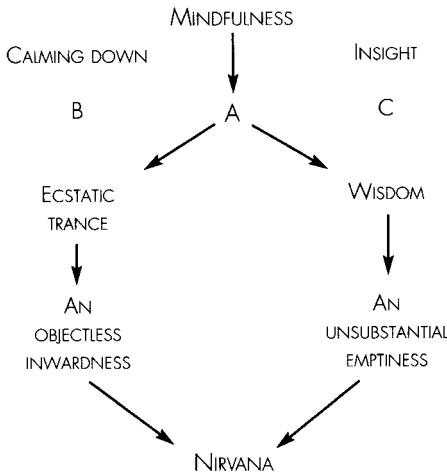 MINDFULNESS
CALMING DOWN
INSIGHT
B
A
C
ECSTATIC
TRANCE
WISDOM
AN
OBJECTLESS
INWARDNESS
AN
UNSUBSTANTIAL
EMPTINESS
NIRVANA